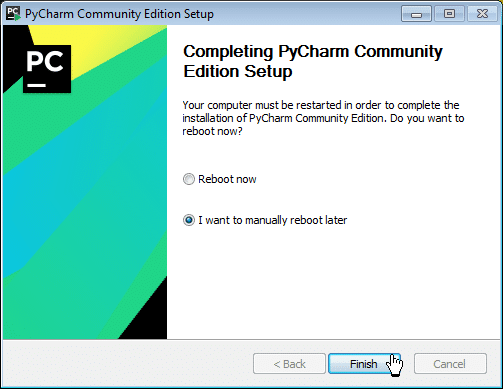 PC PyCharm Community Edition Setup
PC
Completing PyCharm Community
Edition Setup
Your computer must be restarted in order to complete the
installation of PyCharm Community Edition. Do you want to
reboot now?
Reboot now
I want to manually reboot later
< Back
Finish
Cancel